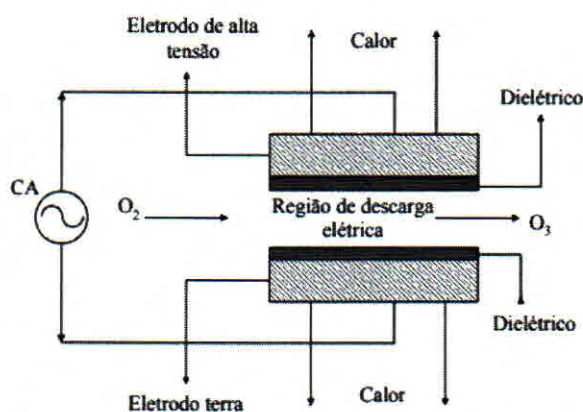 Eletrodo de alta
tensão
Calor
Dielétrico
CA
O₂
Região de descarga
elétrica
O₃
Dielétrico
Eletrodo terra
Calor